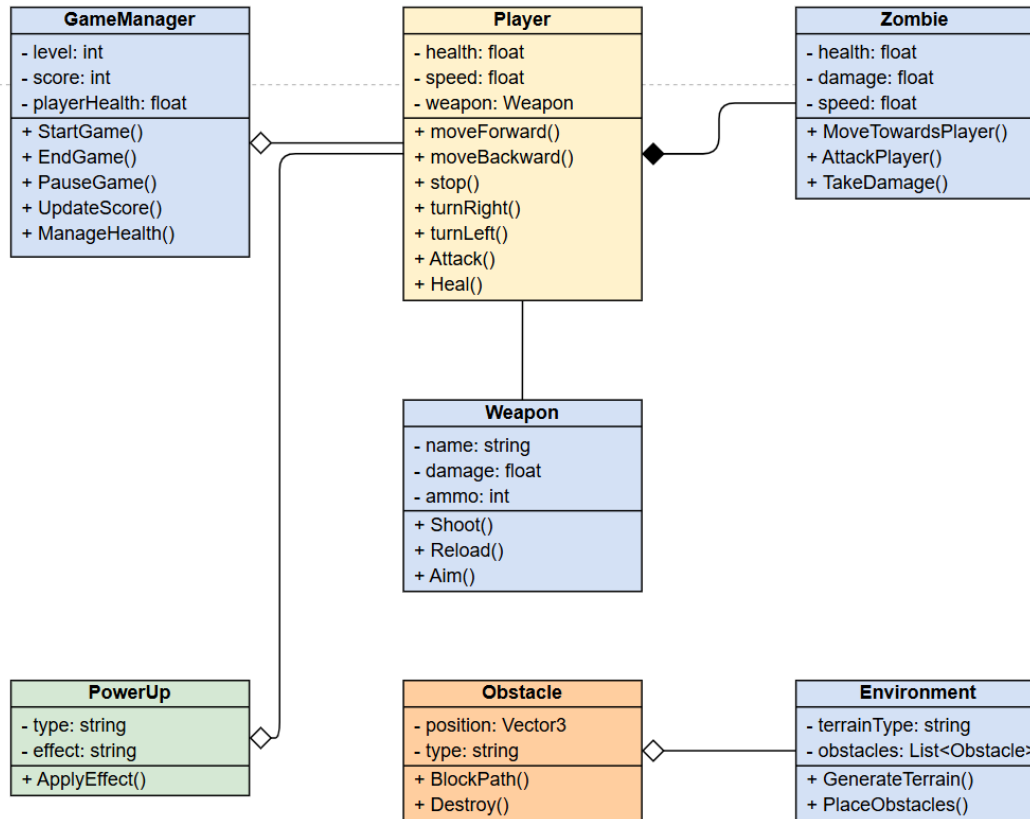 GameManager
- level: int
- score: int
- playerHealth: float
+ StartGame()
+ EndGame()
+ PauseGame()
+ UpdateScore()
+ ManageHealth()
Player
- health: float
- speed: float
- weapon: Weapon
+ moveForward()
+ moveBackward()
+ stop()
+ turnRight()
+ turnLeft()
+ Attack()
+ Heal()
Zombie
- health: float
- damage: float
- speed: float
+ MoveTowardsPlayer()
+ AttackPlayer()
+ TakeDamage()
Weapon
- name: string
- damage: float
- ammo: int
+ Shoot()
+ Reload()
+ Aim()
PowerUp
- type: string
- effect: string
+ ApplyEffect()
Obstacle
- position: Vector3
- type: string
+ BlockPath()
+ Destroy()
Environment
- terrainType: string
- obstacles: List<Obstacle>
+ GenerateTerrain()
+ PlaceObstacles()